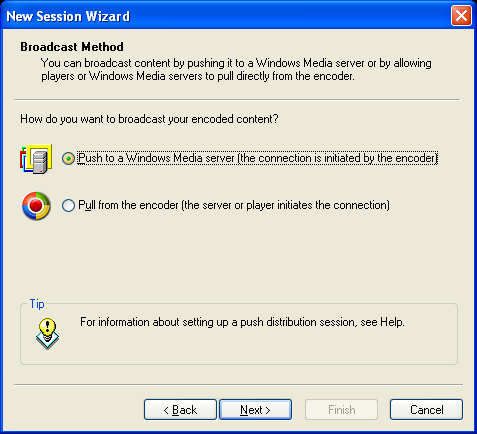 New Session Wizard
Broadcast Method
You can broadcast content by pushing it to a Windows Media server or by allowing
players or Windows Media servers to pull directly from the encoder.
How do you want to broadcast your encoded content?
Push to a Windows Media server (the connection is initiated by the encoder)
Pull from the encoder (the server or player initiates the connection)
Tip
For information about setting up a push distribution session, see Help.
< Back
Next >
Finish
Cancel